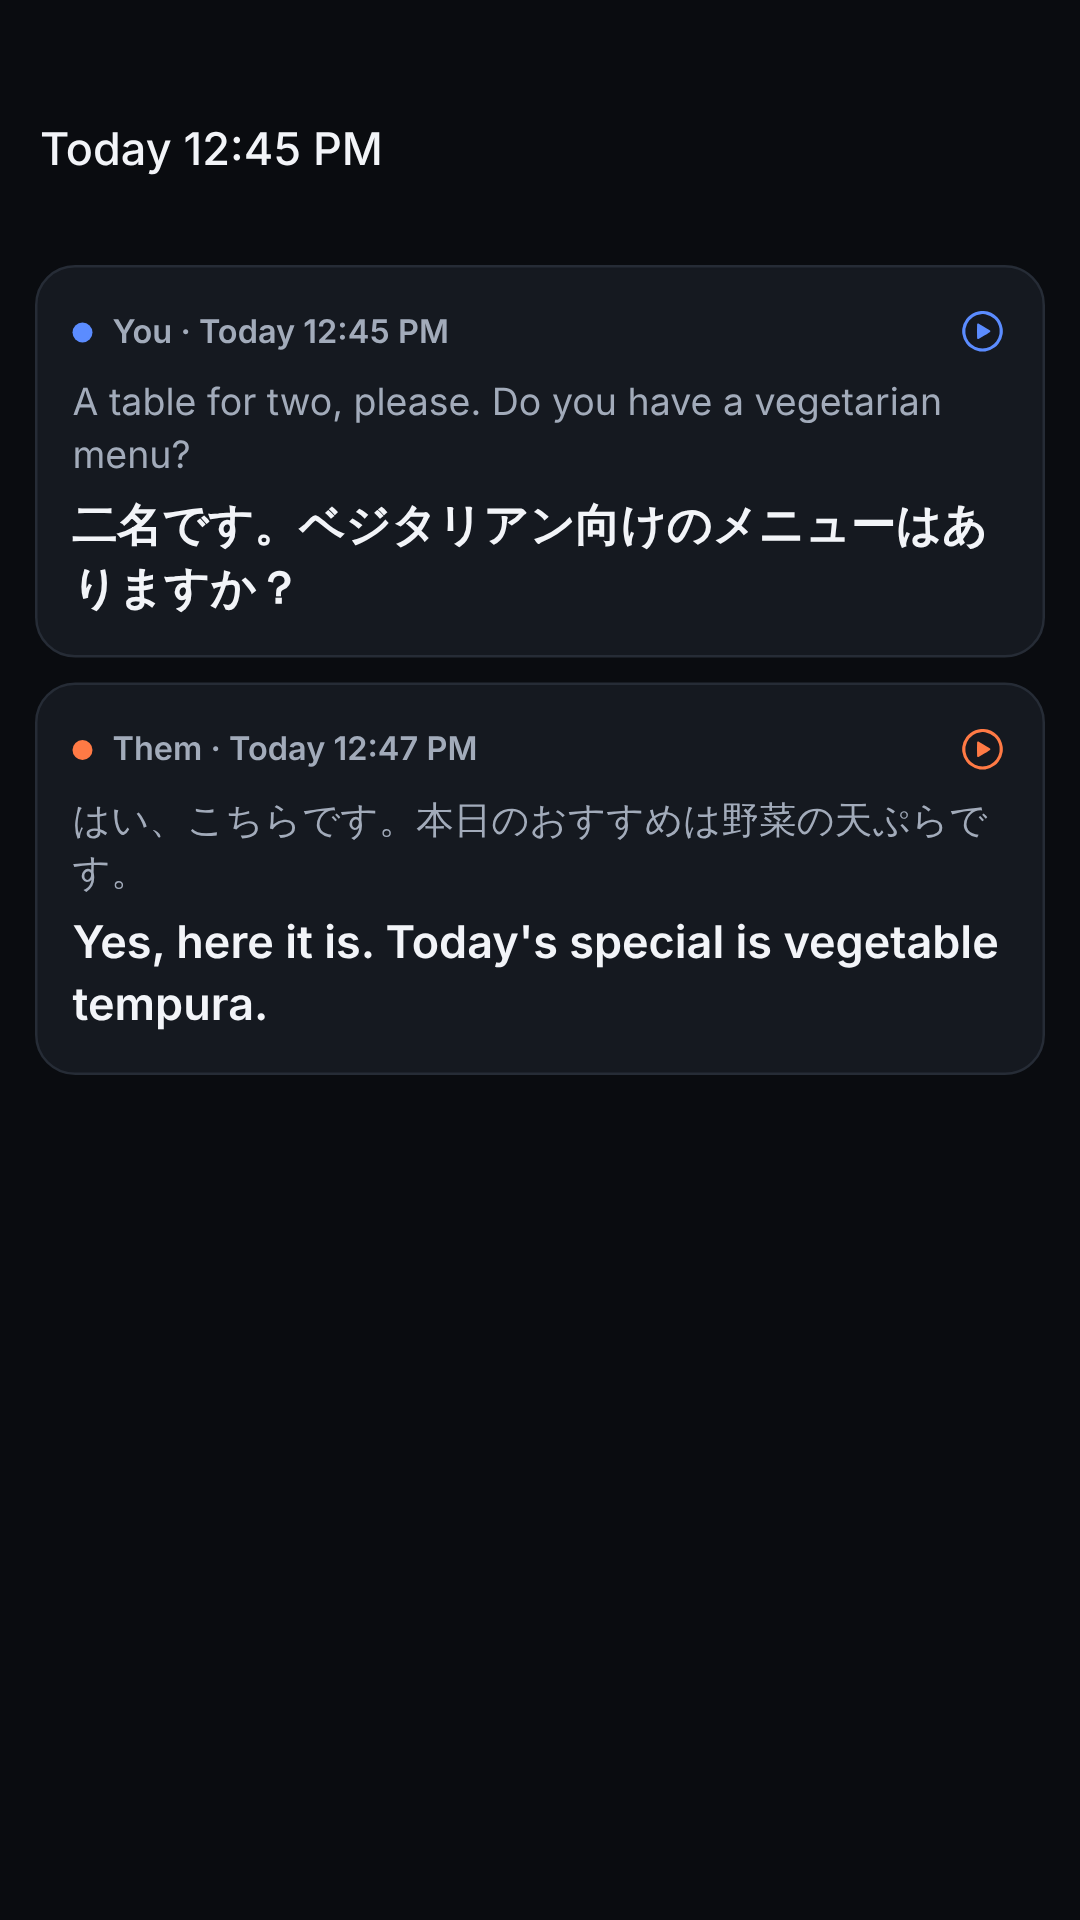 Today 12:45 PM
You · Today 12:45 PM
A table for two, please. Do you have a vegetarian
menu?
二名です。ベジタリアン向けのメニューはあ
りますか？
Them · Today 12:47 PM
はい、こちらです。本日のおすすめは野菜の天ぷらで
す。
Yes, here it is. Today's special is vegetable
tempura.